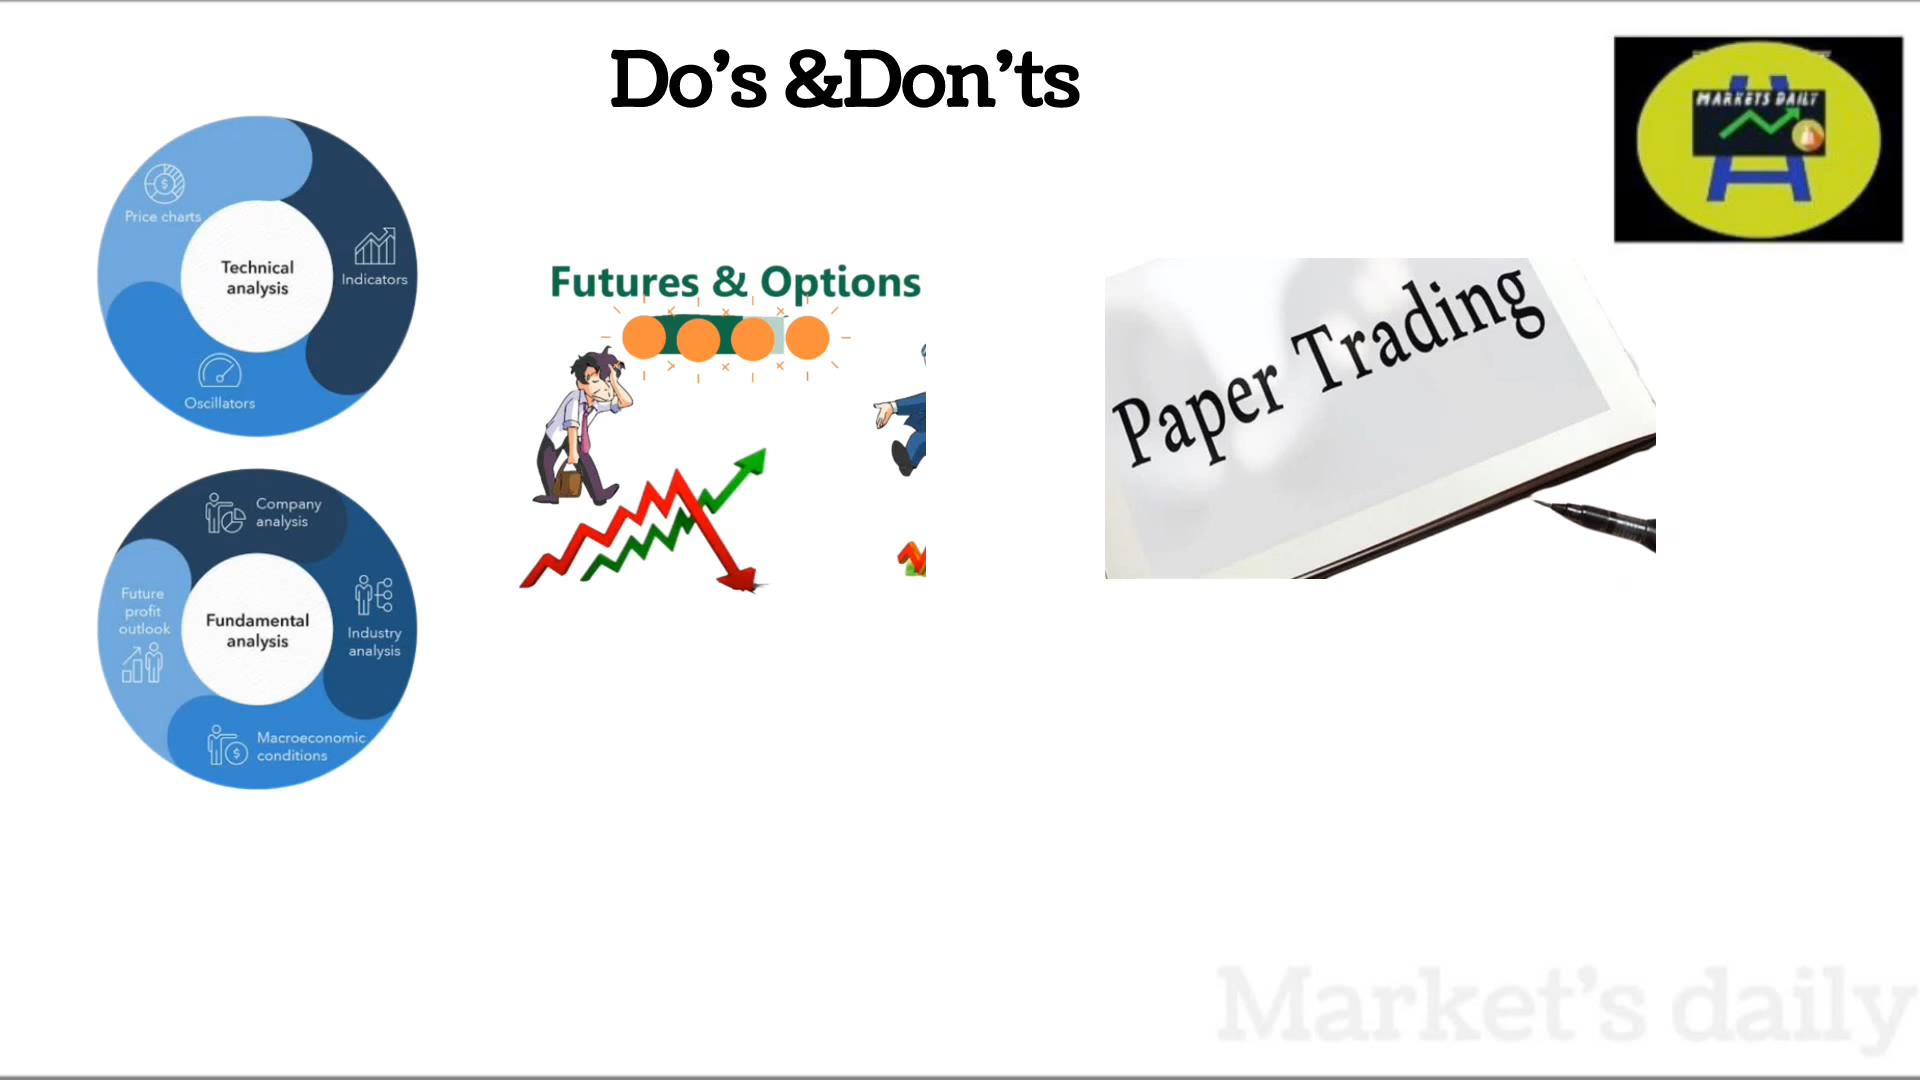 Do’s &Don’ts
MARKETS DAILY
Price charts
Technical
analysis
Indicators
Oscillators
Futures & Options
Paper Trading
Company
analysis
Future
profit
outlook
Fundamental
analysis
Industry
analysis
Macroeconomic
conditions
Market’s daily